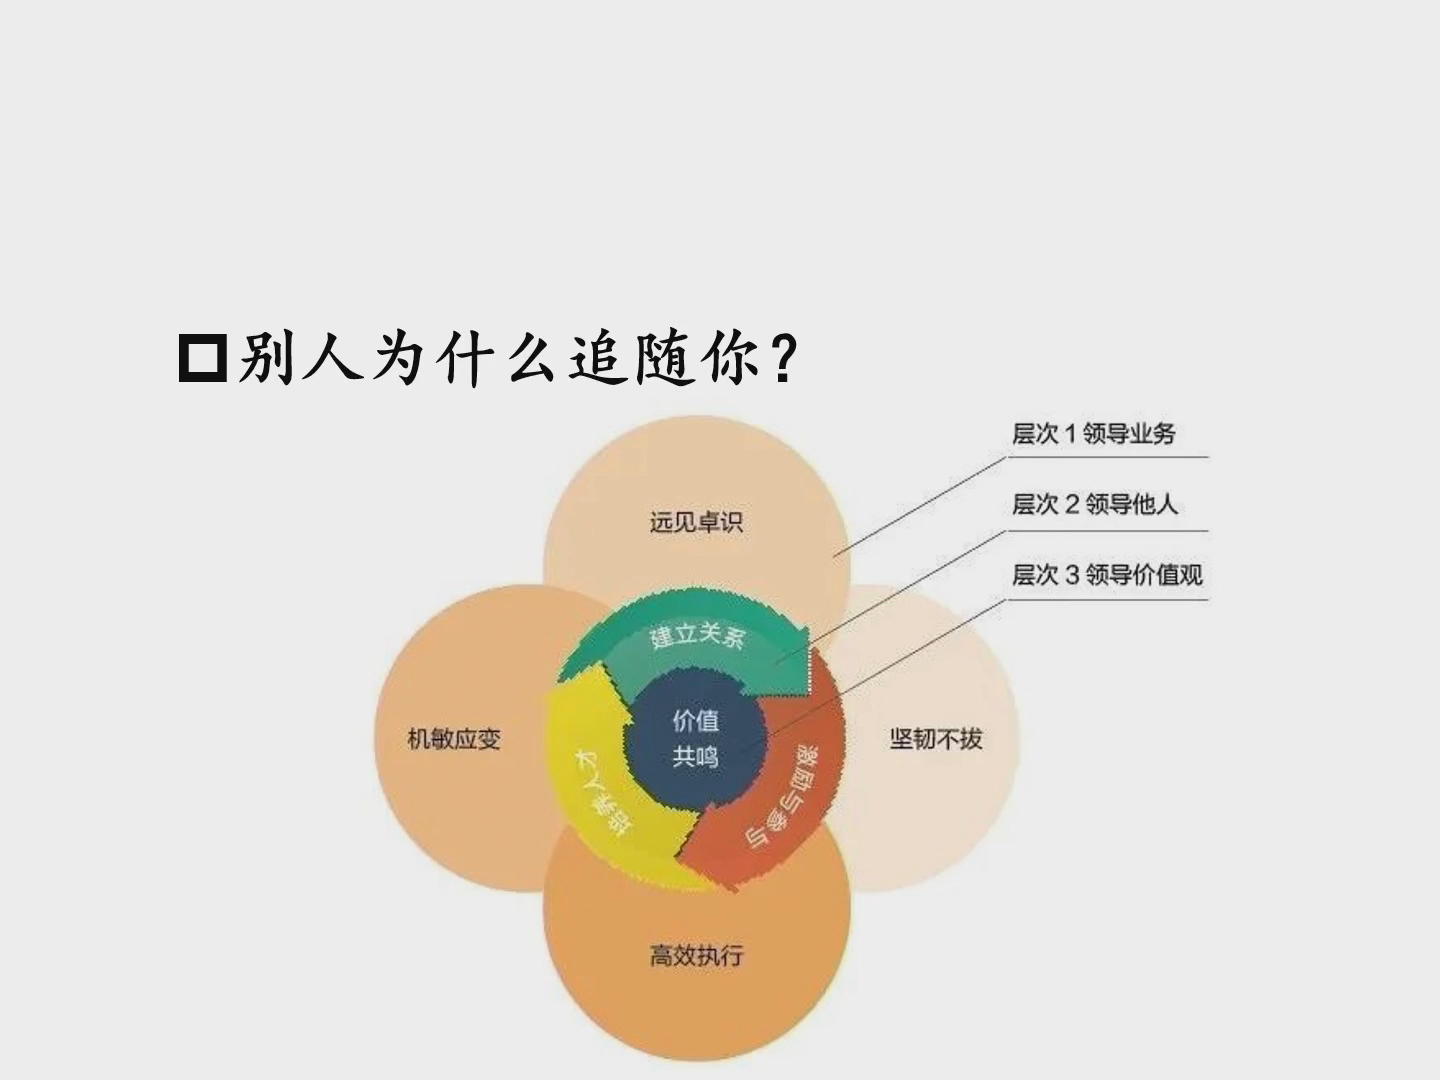 别人为什么追随你？
层次 1 领导业务
层次 2 领导他人
层次 3 领导价值观
远见卓识
建立关系
机敏应变
价值
共鸣
坚韧不拔
培养人才
激励与参与
高效执行